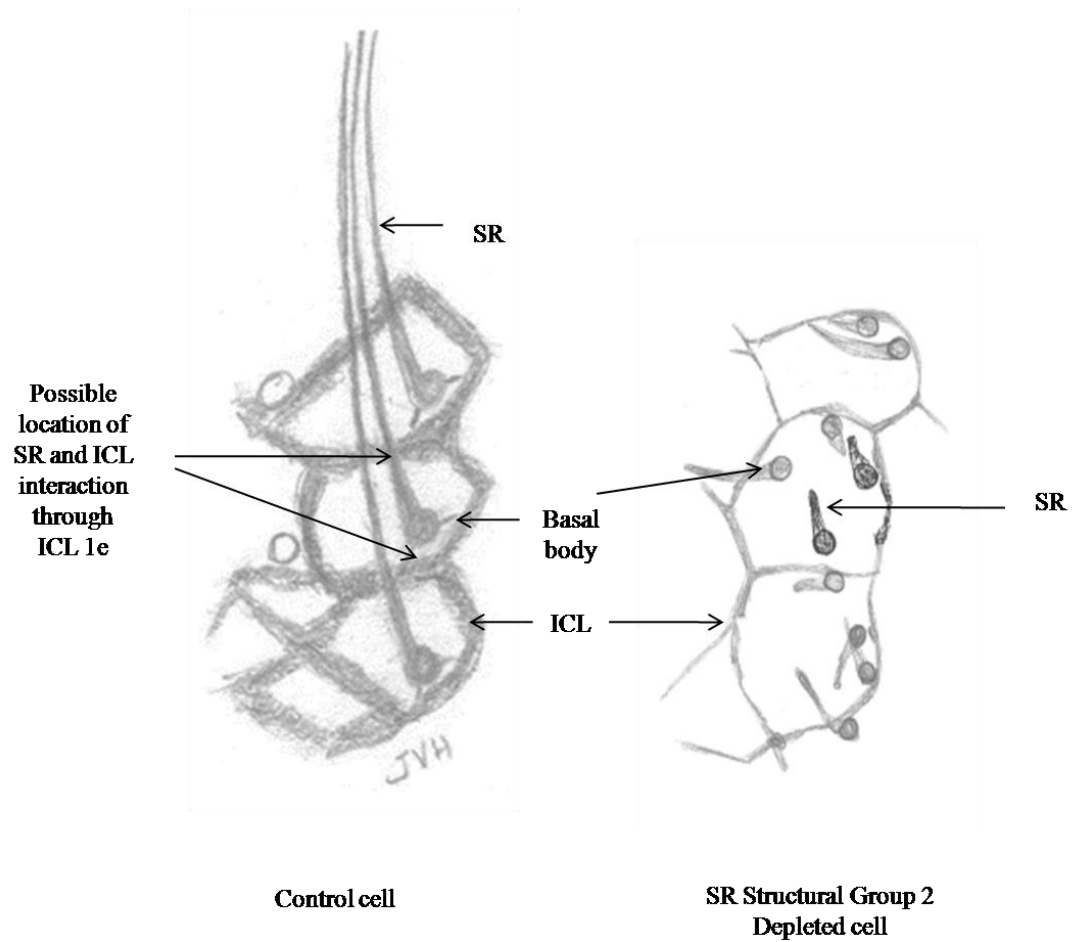 SR
Possible
location of
SR and ICL
interaction
through
ICL 1e
Basal
body
ICL
SR
JVH
Control cell
SR Structural Group 2
Depleted cell